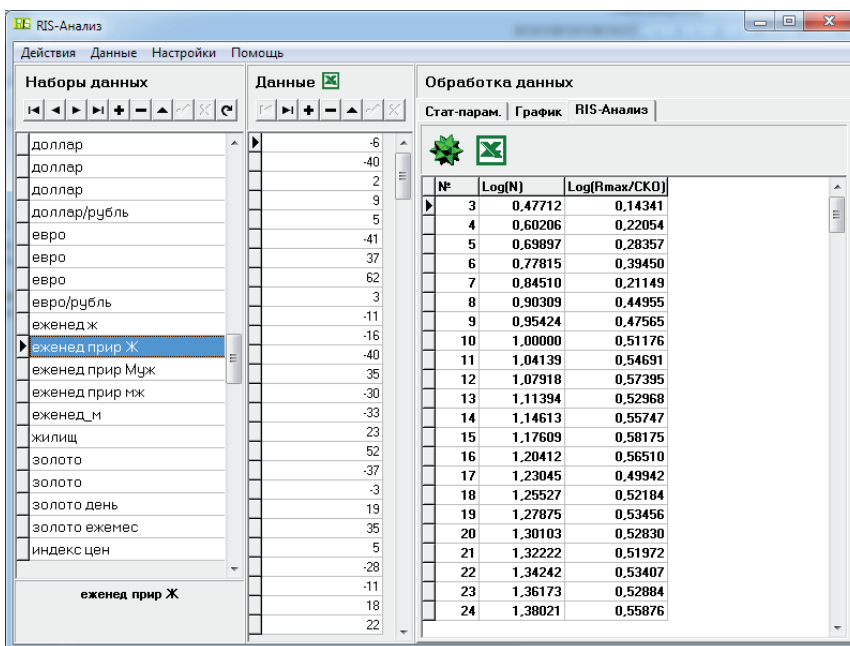 RIS-Анализ
Действия Данные Настройки Помощь
Наборы данных
доллар
доллар
доллар
доллар/рубль
евро
евро
евро
евро/рубль
еженед ж
еженед прир Ж
еженед прир Муж
еженед прир мж
еженед_м
жилищ
золото
золото
золото день
золото ежемес
индекс цен
еженед прир Ж
Данные
-6
-40
2
9
5
-41
37
62
3
-11
-16
-40
35
-30
-33
23
52
-37
-3
19
35
5
-28
-11
18
22
Обработка данных
Стат-парам. График RIS-Анализ
№ Log(N) Log(Rmax/СКО)
3 0,47712 0,14341
4 0,60206 0,22054
5 0,69897 0,28357
6 0,77815 0,39450
7 0,84510 0,21149
8 0,90309 0,44955
9 0,95424 0,47565
10 1,00000 0,51176
11 1,04139 0,54691
12 1,07918 0,57395
13 1,11394 0,52968
14 1,14613 0,55747
15 1,17609 0,58175
16 1,20412 0,56510
17 1,23045 0,49942
18 1,25527 0,52184
19 1,27875 0,53456
20 1,30103 0,52830
21 1,32222 0,51972
22 1,34242 0,53407
23 1,36173 0,52884
24 1,38021 0,55876